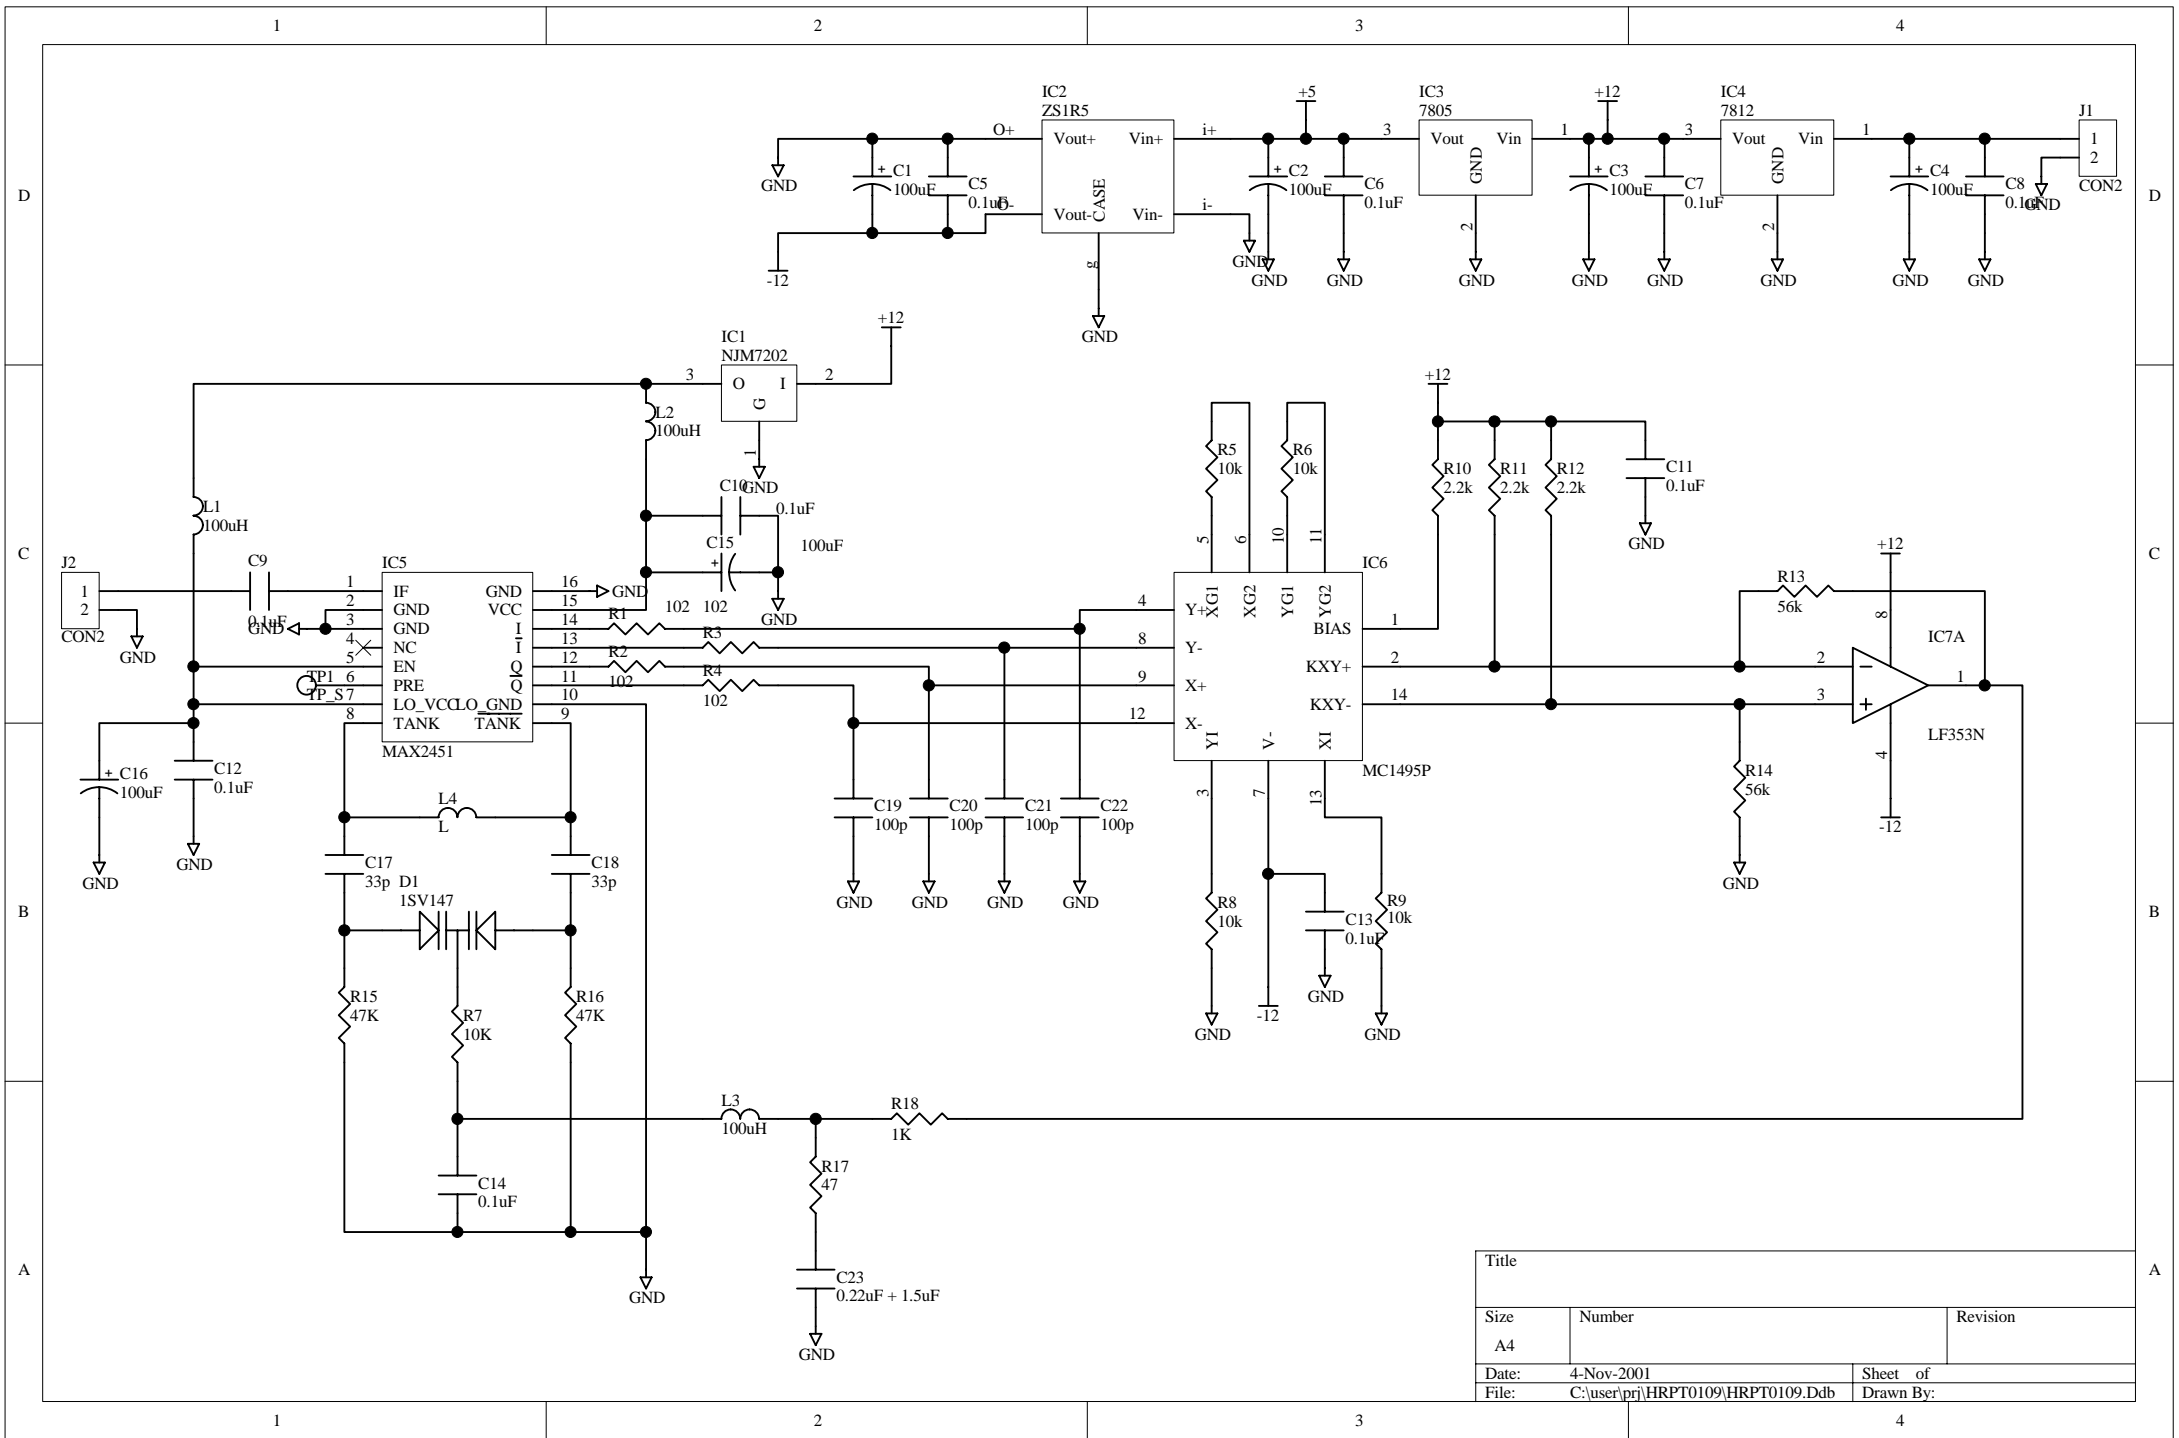 1 2 3 4
D
IC2
ZS1R5
O+ Vout+ Vin+ i+
O- Vout- CASE Vin- i-
g
GND
GND
-12
+ C1
100uF
C5
0.1uF
+5
+ C2
100uF
C6
0.1uF
GND GND GND
IC3
7805
3 Vout Vin 1
GND
2
GND
+12
+ C3
100uF
C7
0.1uF
GND GND
IC4
7812
3 Vout Vin 1
GND
2
GND
+ C4
100uF
C8
0.1uF
GND GND
J1
1
2
CON2
GND
D
C
IC1
NJM7202
3 O I 2
G
1
GND
+12
L2
100uH
L1
100uH
C10
0.1uF
C15
+
100uF
GND
J2
1
2
CON2
GND
C9
0.1uF
GND
TP1
TP_S
IC5
1 IF GND 16 GND
2 GND VCC 15
3 GND I 14
4 NC I 13
5 EN Q 12
6 PRE Q 11
7 LO_VCC LO_GND 10
8 TANK TANK 9
MAX2451
R1
102 102
R3
R2
102
R4
102
+ C16
100uF
GND
C12
0.1uF
GND
R5
10k
R6
10k
5 6 10 11
IC6
XG1 XG2 YG1 YG2
4 Y+ BIAS 1
8 Y- KXY+ 2
9 X+ KXY- 14
12 X-
YI V- XI
3 7 13
MC1495P
+12
R10
2.2k
R11
2.2k
R12
2.2k
C11
0.1uF
GND
R13
56k
+12
8
IC7A
2 −
3 +
1
LF353N
4
-12
R14
56k
GND
C
B
L4
L
C17
33p
C18
33p
D1
1SV147
R15
47K
R7
10K
R16
47K
C19
100p
C20
100p
C21
100p
C22
100p
GND GND GND GND
R8
10k
GND
-12
C13
0.1uF
GND
R9
10k
GND
B
A
L3
100uH
R18
1K
R17
47
C14
0.1uF
GND
C23
0.22uF + 1.5uF
GND
Title
Size
A4
Number
Revision
Date: 4-Nov-2001
Sheet of
File: C:\user\prj\HRPT0109\HRPT0109.Ddb
Drawn By:
A
1 2 3 4